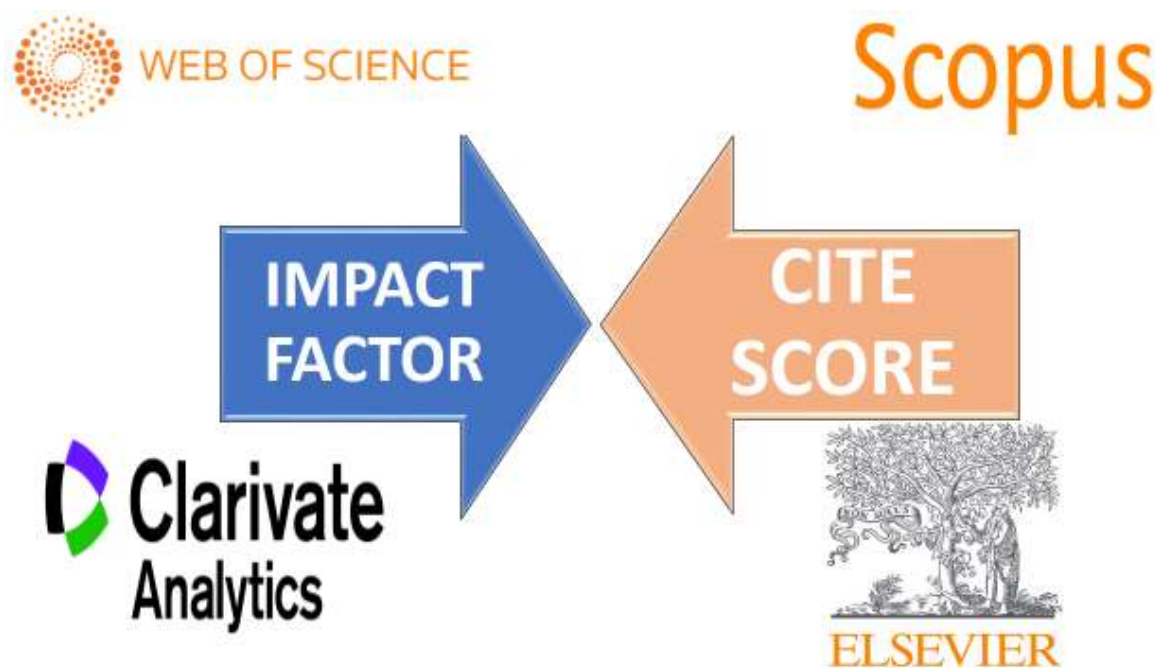 WEB OF SCIENCE
Scopus
IMPACT
FACTOR
CITE
SCORE
Clarivate
Analytics
ELSEVIER